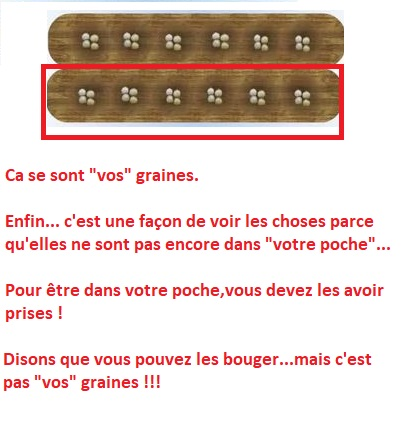 Ca se sont "vos" graines.
Enfin... c'est une façon de voir les choses parce
qu'elles ne sont pas encore dans "votre poche"...
Pour être dans votre poche,vous devez les avoir
prises !
Disons que vous pouvez les bouger...mais c'est
pas "vos" graines !!!